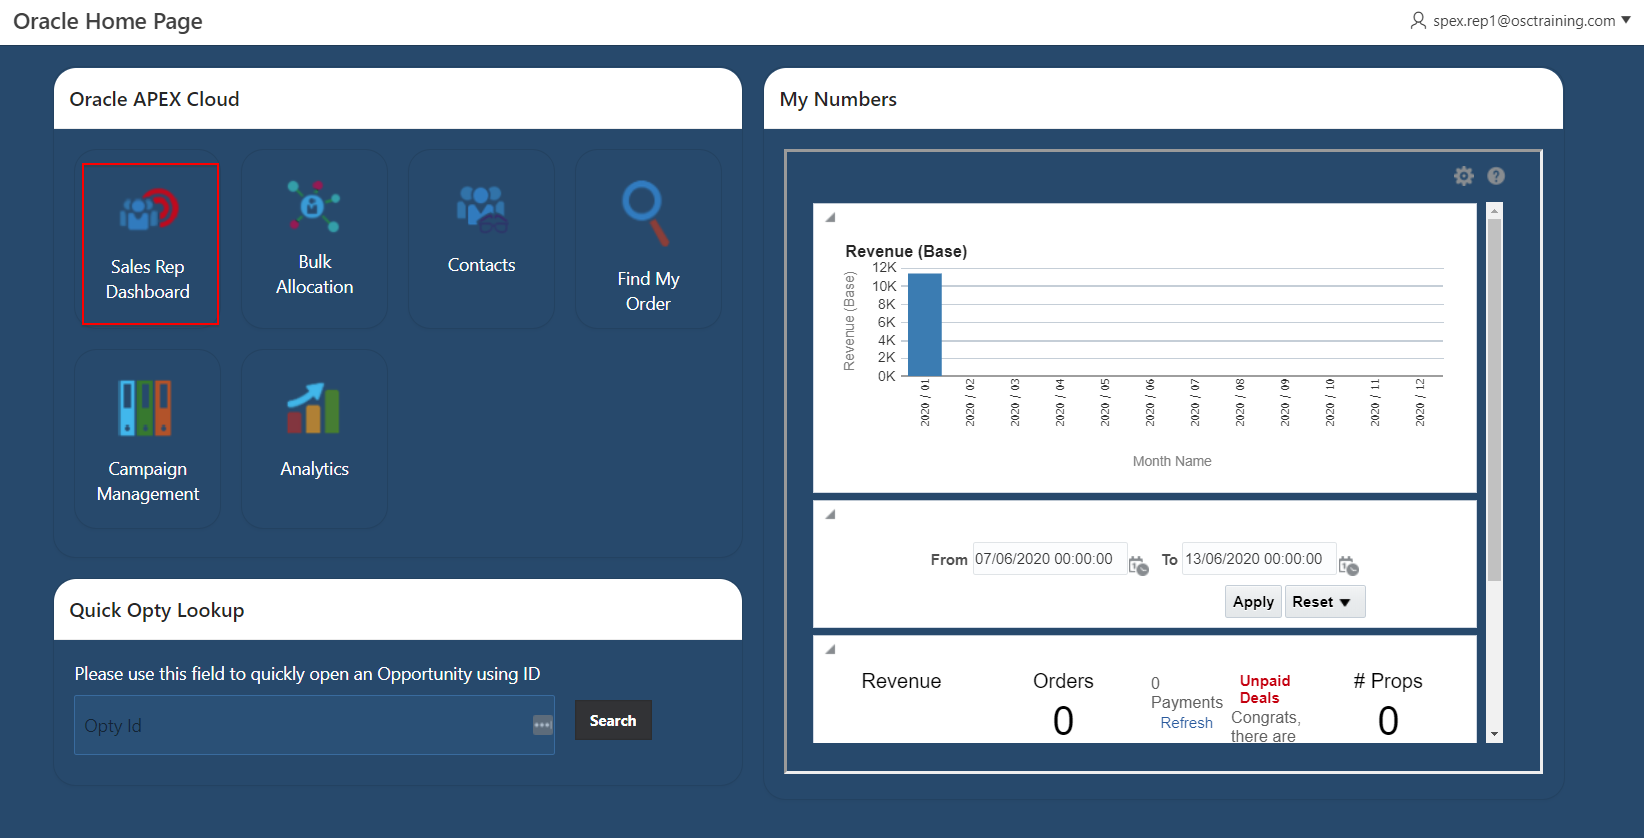 Oracle Home Page
spex.rep1@osctraining.com
Oracle APEX Cloud
Sales Rep
Dashboard
Bulk
Allocation
Contacts
Find My
Order
Campaign
Management
Analytics
Quick Opty Lookup
Please use this field to quickly open an Opportunity using ID
Opty Id
Search
My Numbers
Revenue (Base)
Revenue (Base)
12K
10K
8K
6K
4K
2K
0K
2020 / 01
2020 / 02
2020 / 03
2020 / 04
2020 / 05
2020 / 06
2020 / 07
2020 / 08
2020 / 09
2020 / 10
2020 / 11
2020 / 12
Month Name
From 07/06/2020 00:00:00 To 13/06/2020 00:00:00
Apply Reset
Revenue
Orders
0
0
Payments
Refresh
Unpaid
Deals
Congrats,
there are
# Props
0